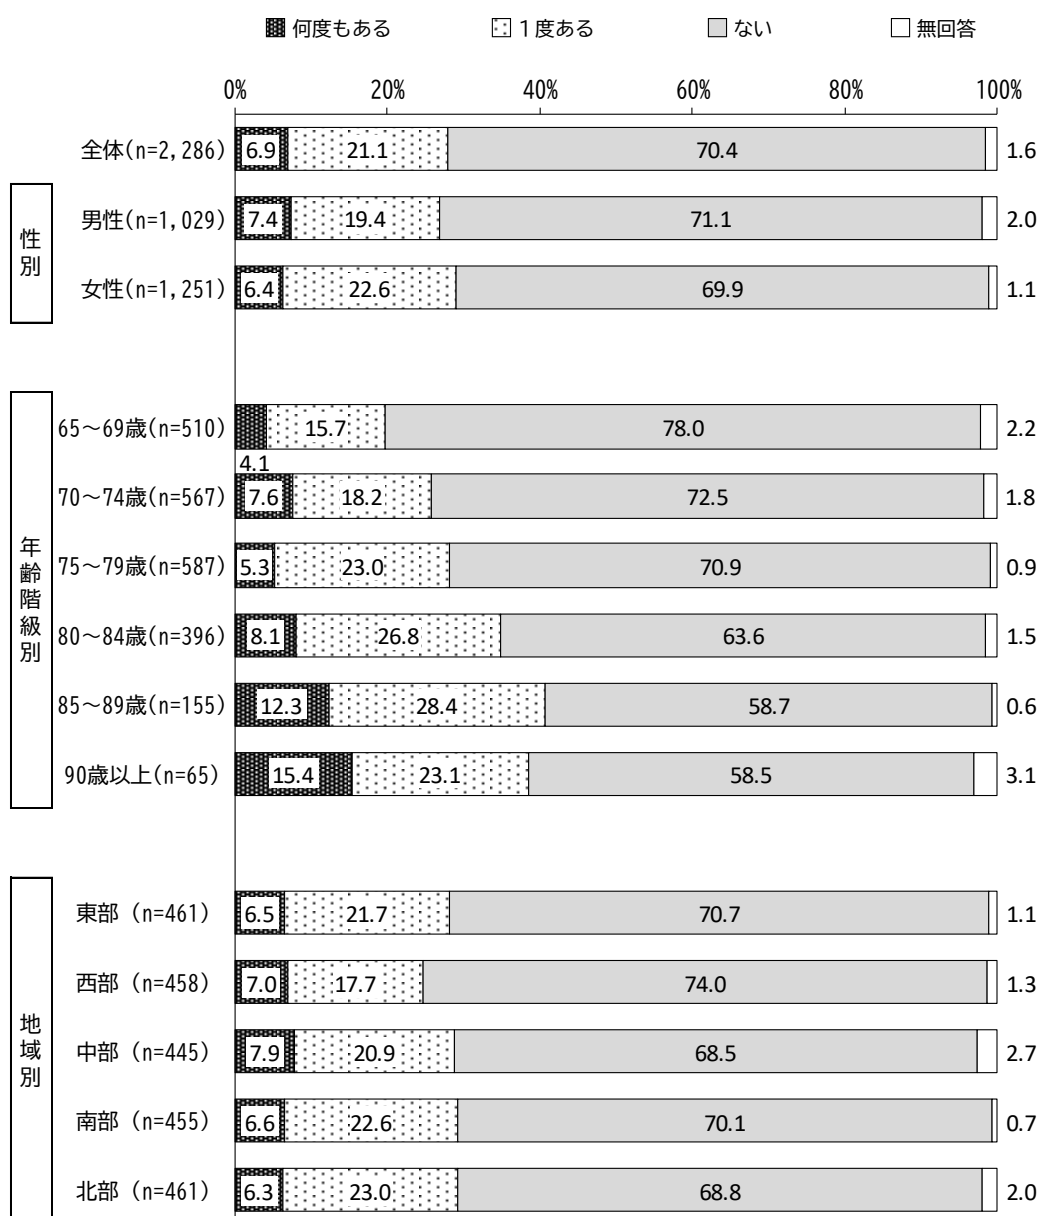 何度もある １度ある ない 無回答
0% 20% 40% 60% 80% 100%
全体(n=2,286) 6.9 21.1 70.4 1.6
性別
男性(n=1,029) 7.4 19.4 71.1 2.0
女性(n=1,251) 6.4 22.6 69.9 1.1
年齢階級別
65～69歳(n=510) 4.1 15.7 78.0 2.2
70～74歳(n=567) 7.6 18.2 72.5 1.8
75～79歳(n=587) 5.3 23.0 70.9 0.9
80～84歳(n=396) 8.1 26.8 63.6 1.5
85～89歳(n=155) 12.3 28.4 58.7 0.6
90歳以上(n=65) 15.4 23.1 58.5 3.1
地域別
東部 (n=461) 6.5 21.7 70.7 1.1
西部 (n=458) 7.0 17.7 74.0 1.3
中部 (n=445) 7.9 20.9 68.5 2.7
南部 (n=455) 6.6 22.6 70.1 0.7
北部 (n=461) 6.3 23.0 68.8 2.0